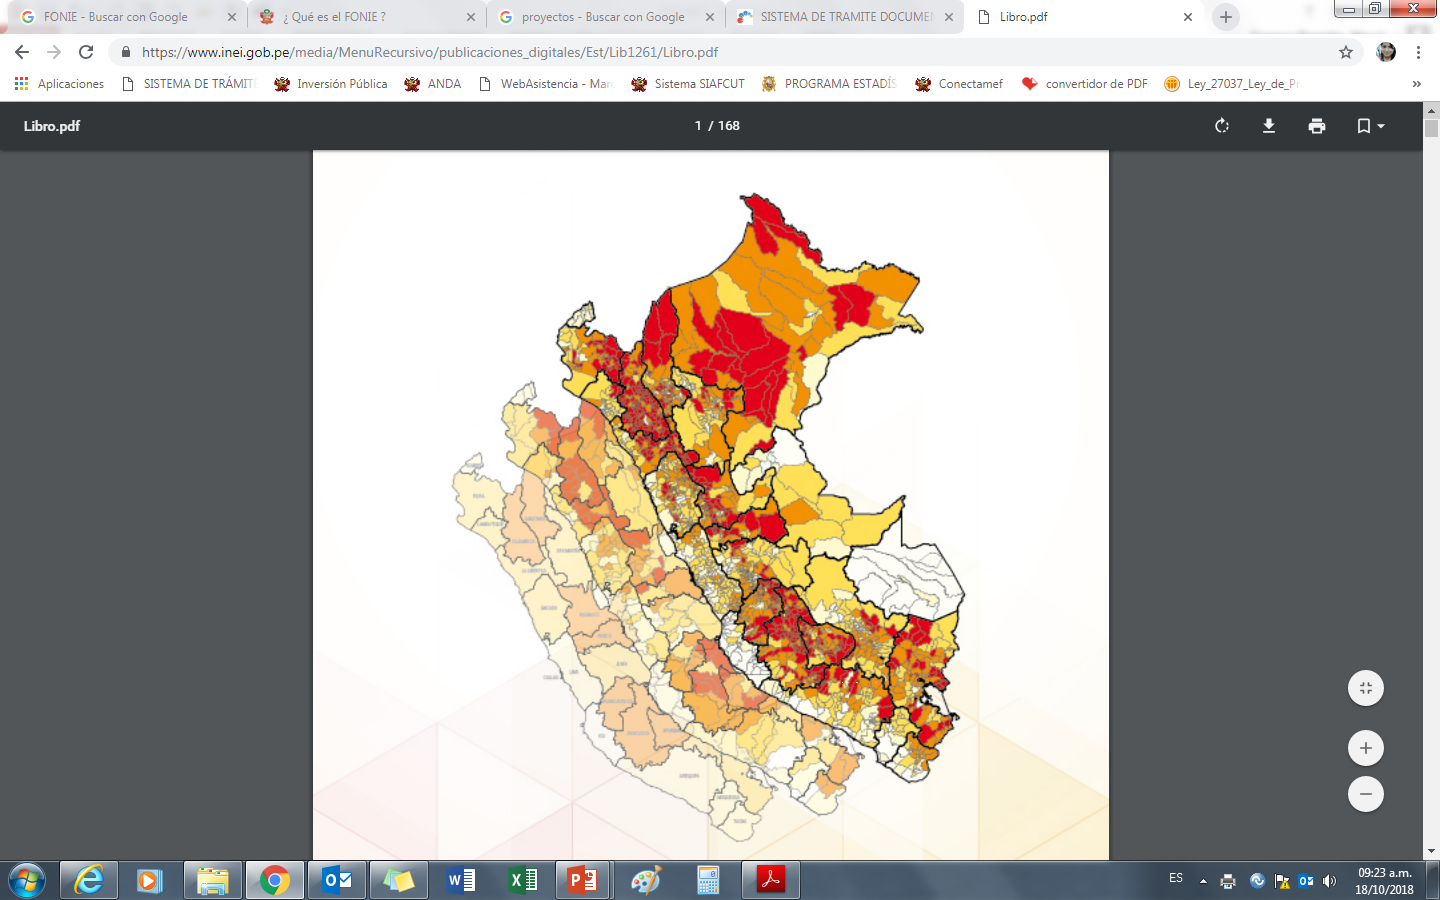 FONIE - Buscar con Google
¿ Qué es el FONIE ?
proyectos - Buscar con Google
SISTEMA DE TRAMITE DOCUMEN
Libro.pdf
https://www.inei.gob.pe/media/MenuRecursivo/publicaciones_digitales/Est/Lib1261/Libro.pdf
Aplicaciones
SISTEMA DE TRÁMIT
Inversión Pública
ANDA
WebAsistencia - Mar
Sistema SIAFCUT
PROGRAMA ESTADÍS
Conectamef
convertidor de PDF
Ley_27037_Ley_de_Pr
Libro.pdf
1 / 168
ES
09:23 a.m.
18/10/2018